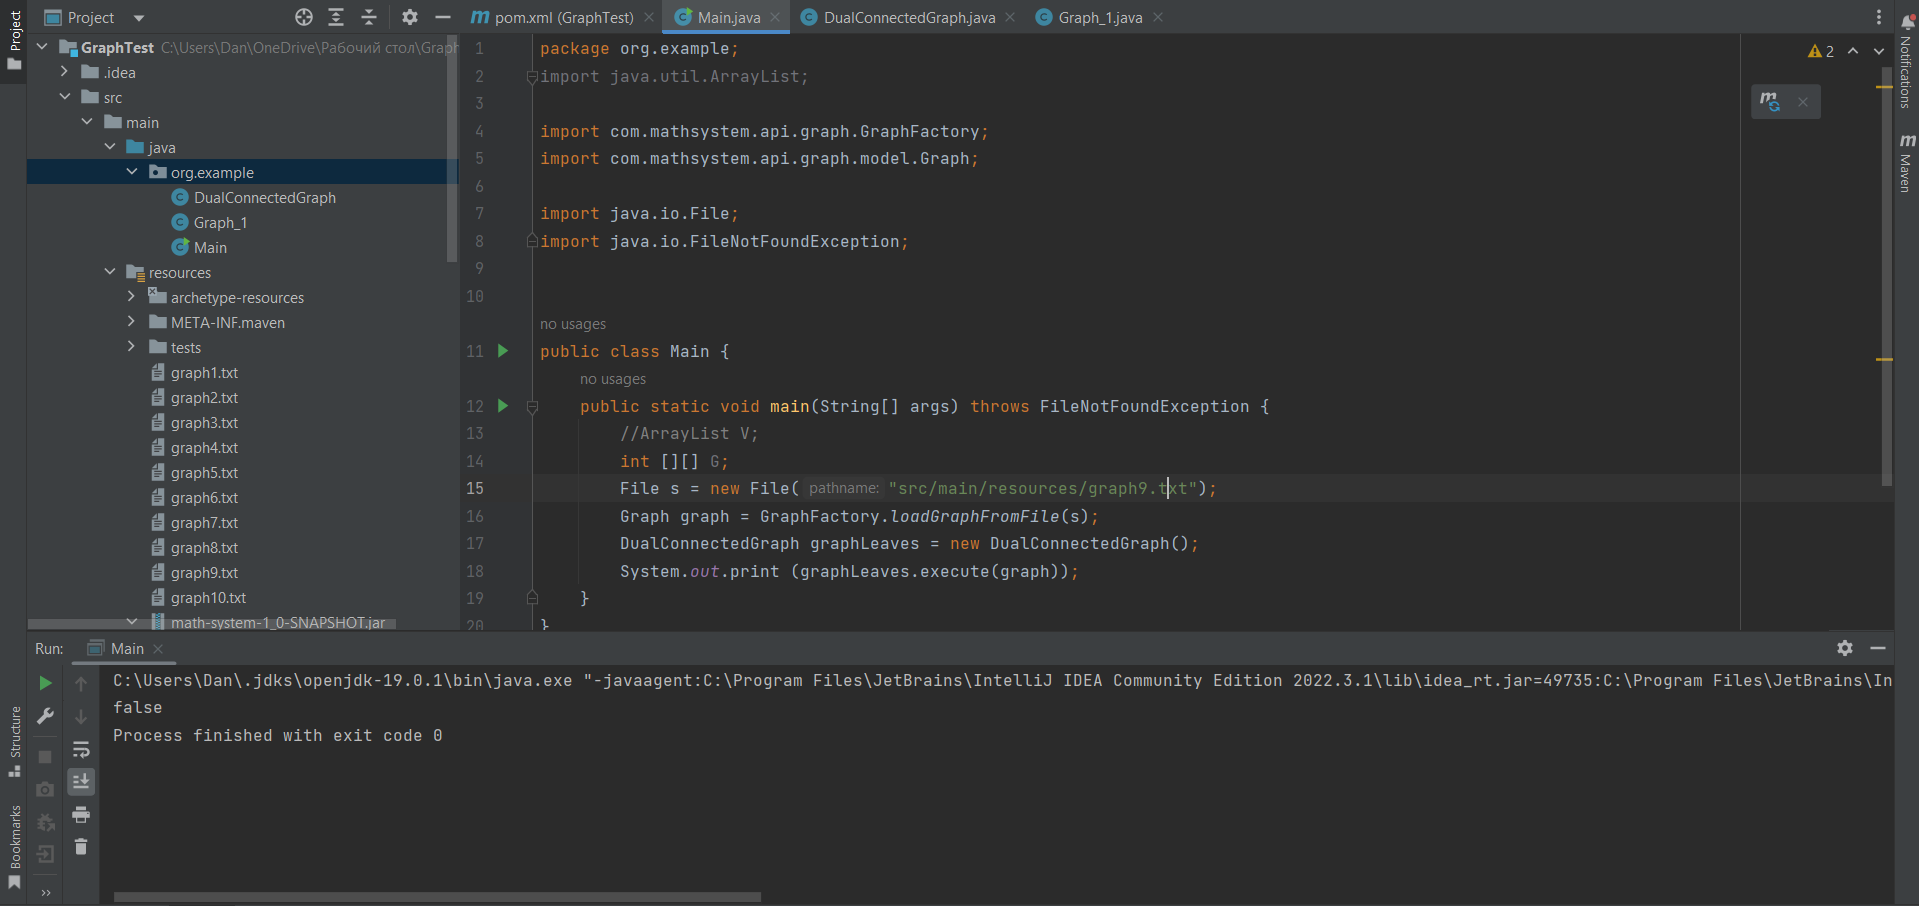 Project
pom.xml (GraphTest)
Main.java
DualConnectedGraph.java
Graph_1.java
Project
Structure
Bookmarks
GraphTest C:\Users\Dan\OneDrive\Рабочий стол\Graph
.idea
src
main
java
org.example
DualConnectedGraph
Graph_1
Main
resources
archetype-resources
META-INF.maven
tests
graph1.txt
graph2.txt
graph3.txt
graph4.txt
graph5.txt
graph6.txt
graph7.txt
graph8.txt
graph9.txt
graph10.txt
math-system-1_0-SNAPSHOT.jar
1 package org.example;
2 import java.util.ArrayList;
3
4 import com.mathsystem.api.graph.GraphFactory;
5 import com.mathsystem.api.graph.model.Graph;
6
7 import java.io.File;
8 import java.io.FileNotFoundException;
9
10
no usages
11 public class Main {
no usages
12 public static void main(String[] args) throws FileNotFoundException {
13 //ArrayList V;
14 int [][] G;
15 File s = new File( pathname: "src/main/resources/graph9.txt");
16 Graph graph = GraphFactory.loadGraphFromFile(s);
17 DualConnectedGraph graphLeaves = new DualConnectedGraph();
18 System.out.print (graphLeaves.execute(graph));
19 }
20 }
2
Notifications
m Maven
Run: Main
C:\Users\Dan\.jdks\openjdk-19.0.1\bin\java.exe "-javaagent:C:\Program Files\JetBrains\IntelliJ IDEA Community Edition 2022.3.1\lib\idea_rt.jar=49735:C:\Program Files\JetBrains\In
false
Process finished with exit code 0